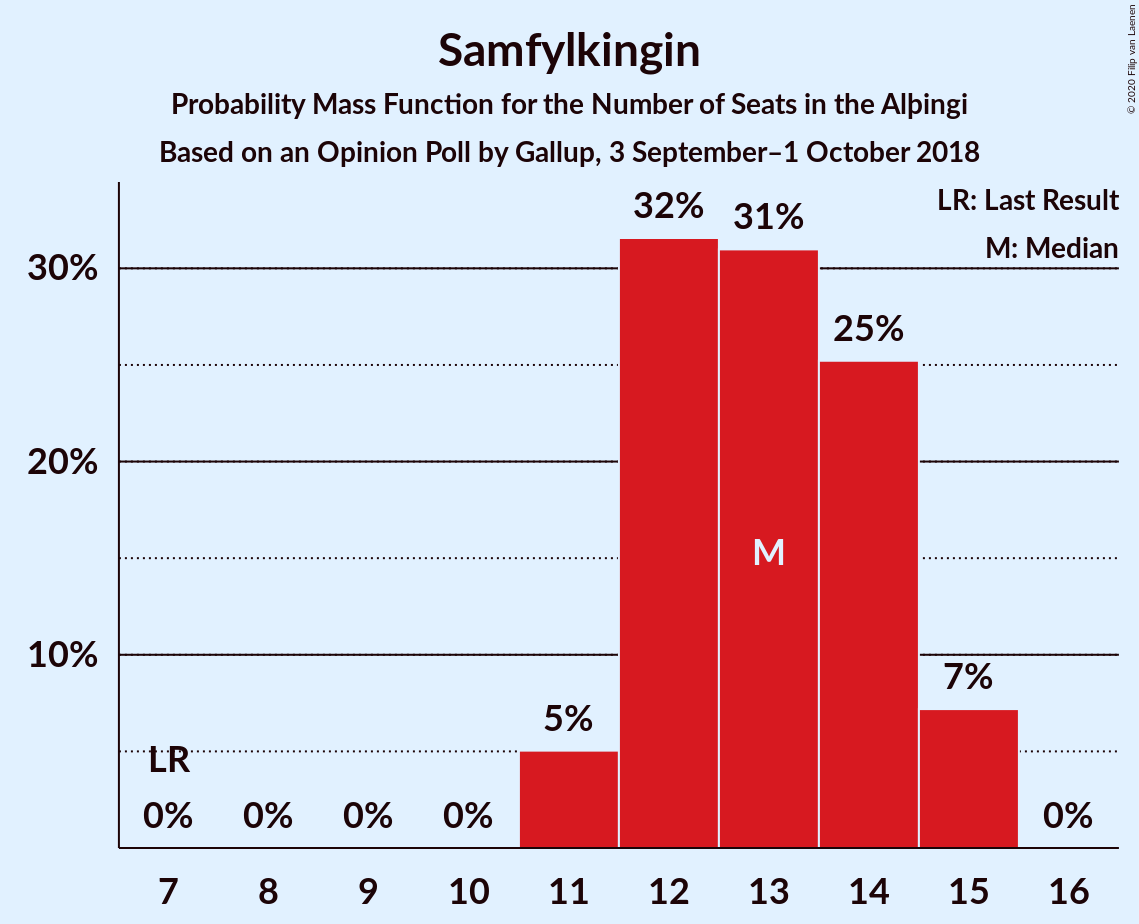 Samfylkingin
Probability Mass Function for the Number of Seats in the Alþingi
Based on an Opinion Poll by Gallup, 3 September–1 October 2018
© 2020 Filip van Laenen
LR: Last Result
M: Median
30%
20%
10%
LR
0%
0%
0%
0%
5%
32%
31%
25%
7%
0%
M
7 8 9 10 11 12 13 14 15 16